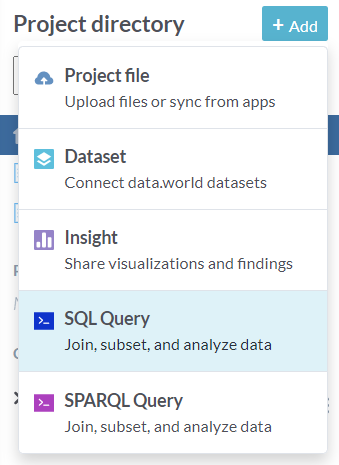 Project directory
+ Add
Project file
Upload files or sync from apps
Dataset
Connect data.world datasets
Insight
Share visualizations and findings
SQL Query
Join, subset, and analyze data
SPARQL Query
Join, subset, and analyze data